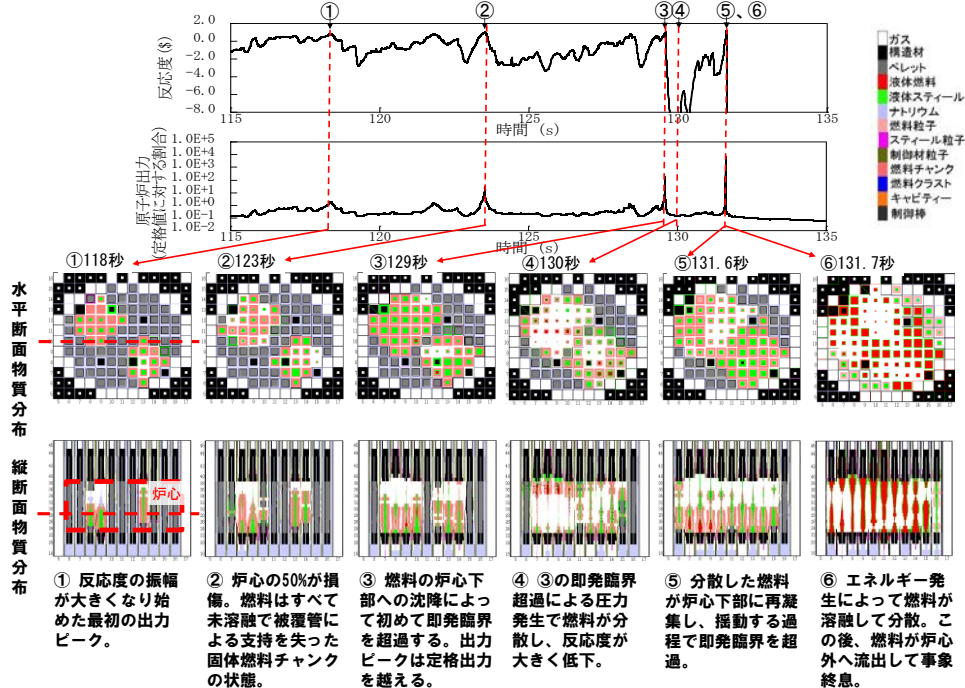 ① ② ③④ ⑤、⑥
反応度($)
2.0
0.0
-2.0
-4.0
-6.0
-8.0
115 120 125 130 135
時間 (s)
原子炉出力
(定格値に対する割合)
1.0E+5
1.0E+4
1.0E+3
1.0E+2
1.0E+1
1.0E+0
1.0E-1
1.0E-2
115 120 125 130 135
時間 (s)
ガス
構造材
ペレット
液体燃料
液体スティール
ナトリウム
燃料粒子
スティール粒子
制御材粒子
燃料チャンク
燃料クラスト
キャビティー
制御棒
①118秒
②123秒
③129秒
④130秒
⑤131.6秒
⑥131.7秒
水平断面物質分布
縦断面物質分布
炉心
① 反応度の振幅
が大きくなり始
めた最初の出力
ピーク。
② 炉心の50%が損
傷。燃料はすべて
未溶融で被覆管に
よる支持を失った
固体燃料チャンク
の状態。
③ 燃料の炉心下
部への沈降によっ
て初めて即発臨界
を超過する。出力
ピークは定格出力
を越える。
④ ③の即発臨界
超過による圧力
発生で燃料が分
散し、反応度が
大きく低下。
⑤ 分散した燃料
が炉心下部に再凝
集し、揺動する過
程で即発臨界を超
過。
⑥ エネルギー発
生によって燃料が
溶融して分散。こ
の後、燃料が炉心
外へ流出して事象
終息。